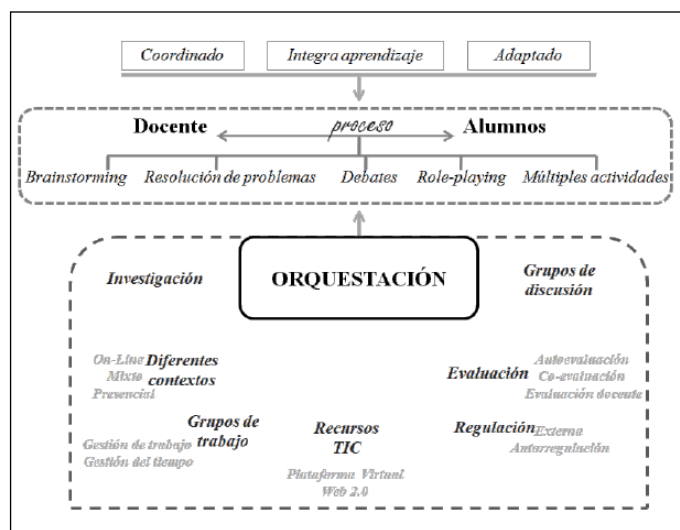 Coordinado
Integra aprendizaje
Adaptado
Docente
proceso
Alumnos
Brainstorming
Resolución de problemas
Debates
Role-playing
Múltiples actividades
Investigación
ORQUESTACIÓN
Grupos de
discusión
On-Line
Mixto
Presencial
Diferentes
contextos
Evaluación
Autoevaluación
Co-evaluación
Evaluación docente
Gestión de trabajo
Gestión del tiempo
Grupos de
trabajo
Recursos
TIC
Plataforma Virtual
Web 2.0
Regulación
Externa
Autorregulación